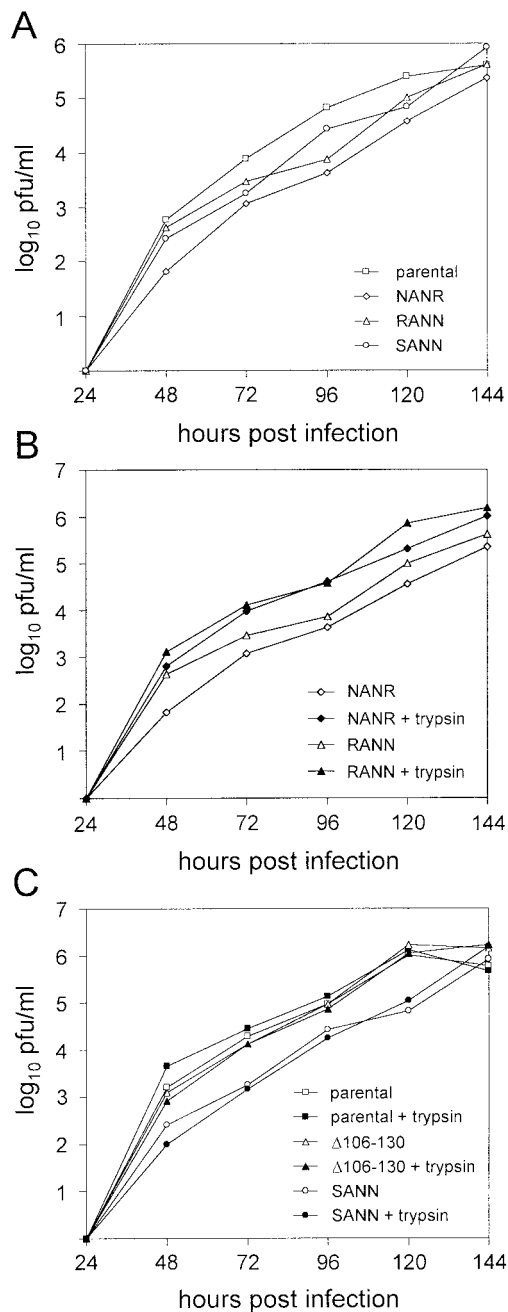 A
6
5
4
3
2
1
log₁₀ pfu/ml
parental
NANR
RANN
SANN
24 48 72 96 120 144
hours post infection
B
7
6
5
4
3
2
1
log₁₀ pfu/ml
NANR
NANR + trypsin
RANN
RANN + trypsin
24 48 72 96 120 144
hours post infection
C
7
6
5
4
3
2
1
log₁₀ pfu/ml
parental
parental + trypsin
Δ106-130
Δ106-130 + trypsin
SANN
SANN + trypsin
24 48 72 96 120 144
hours post infection